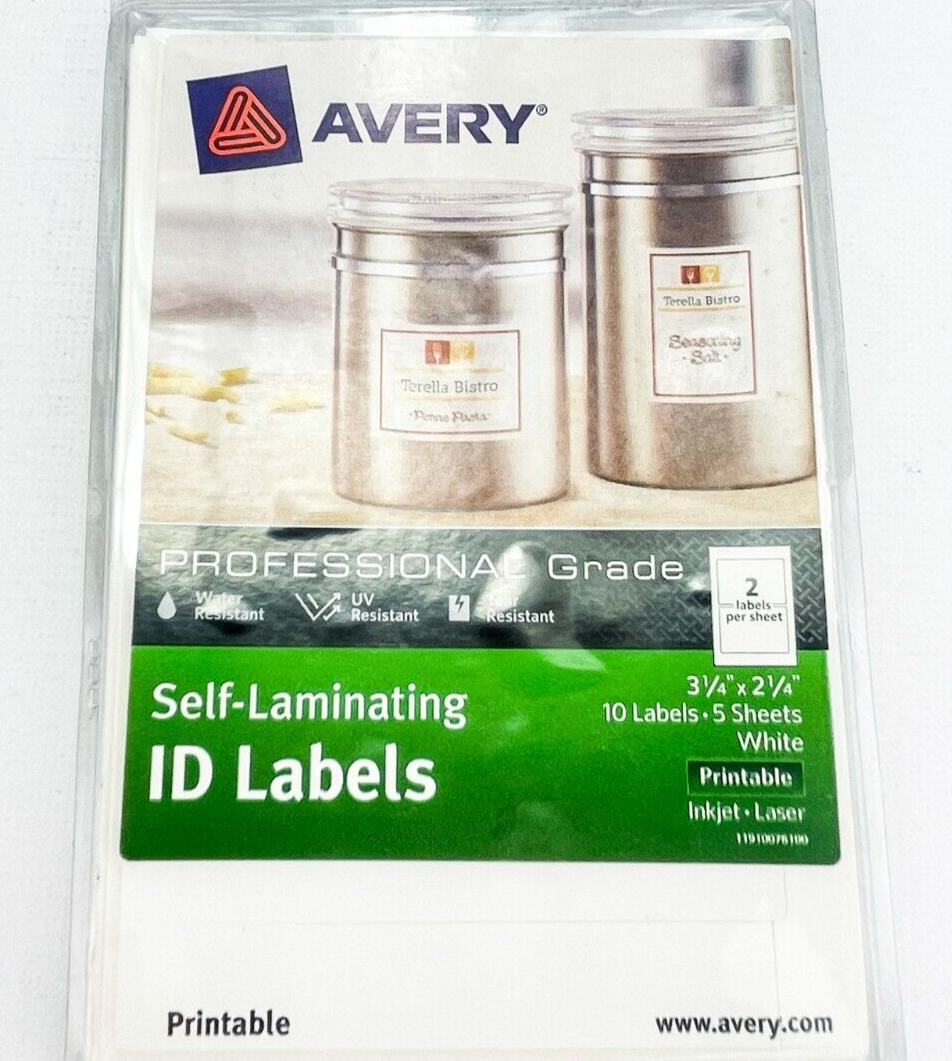 AVERY®
Terella Bistro
Seasoning
·Salt·
Terella Bistro
·Penne Pasta·
PROFESSIONAL Grade
Water
Resistant
UV
Resistant
Tear
Resistant
2
labels
per sheet
Self-Laminating
ID Labels
3¼" x 2¼"
10 Labels · 5 Sheets
White
Printable
Inkjet · Laser
11910076100
Printable
www.avery.com